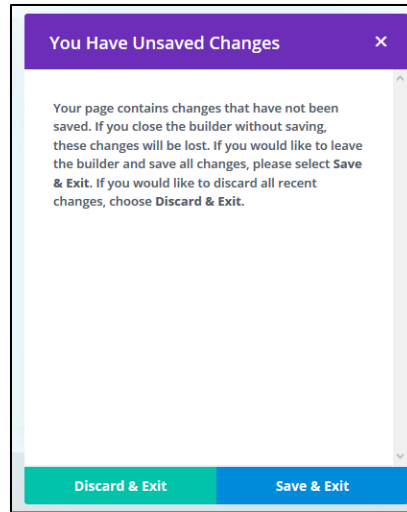 You Have Unsaved Changes ×
Your page contains changes that have not been
saved. If you close the builder without saving,
these changes will be lost. If you would like to leave
the builder and save all changes, please select Save
& Exit. If you would like to discard all recent
changes, choose Discard & Exit.
Discard & Exit
Save & Exit